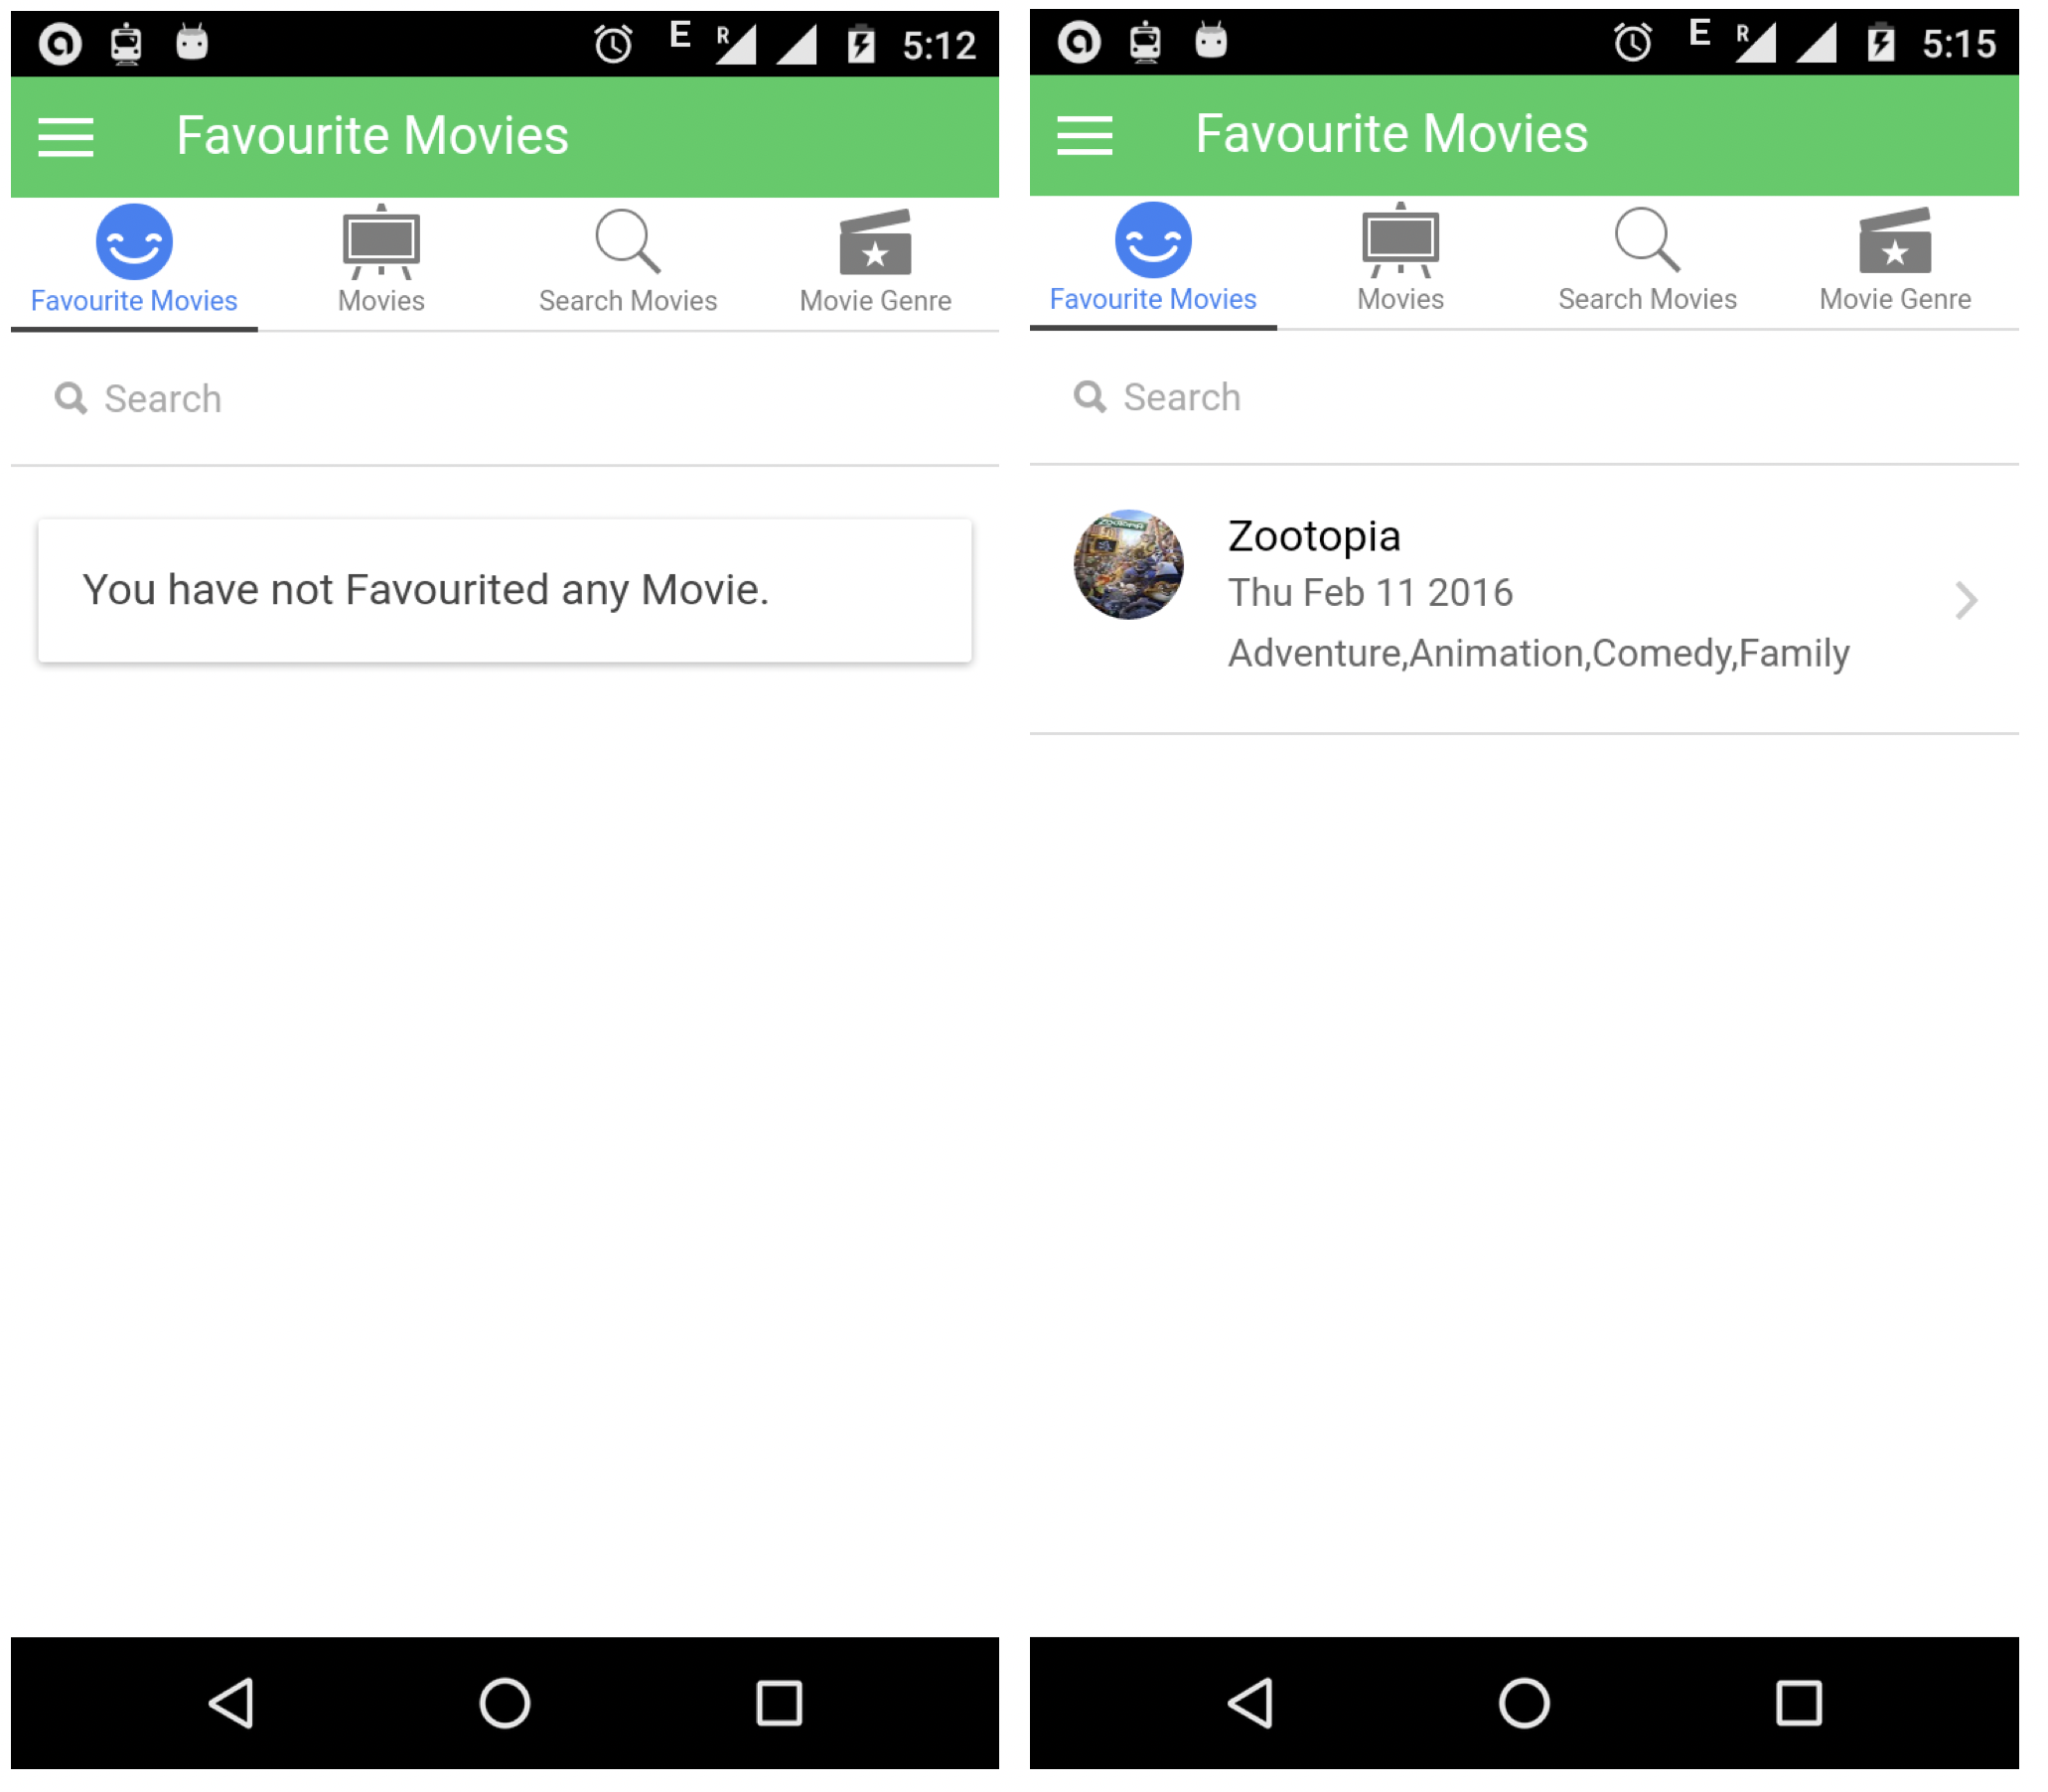 E R 5:12
Favourite Movies
Favourite Movies Movies Search Movies Movie Genre
Search
You have not Favourited any Movie.
E R 5:15
Favourite Movies
Favourite Movies Movies Search Movies Movie Genre
Search
Zootopia
Thu Feb 11 2016
Adventure,Animation,Comedy,Family